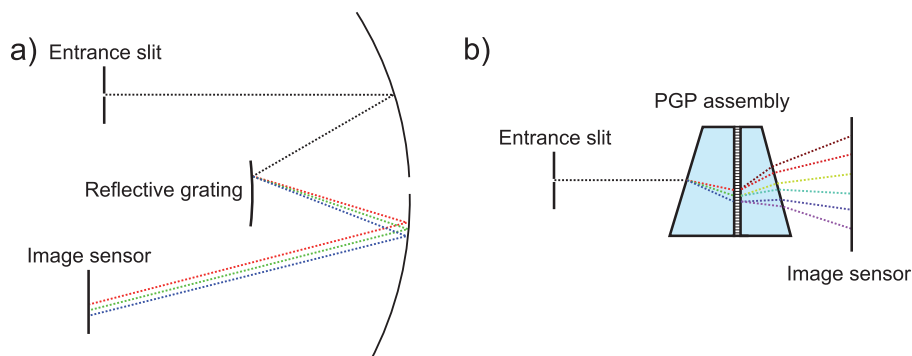 a)
Entrance slit
Reflective grating
Image sensor
b)
PGP assembly
Entrance slit
Image sensor